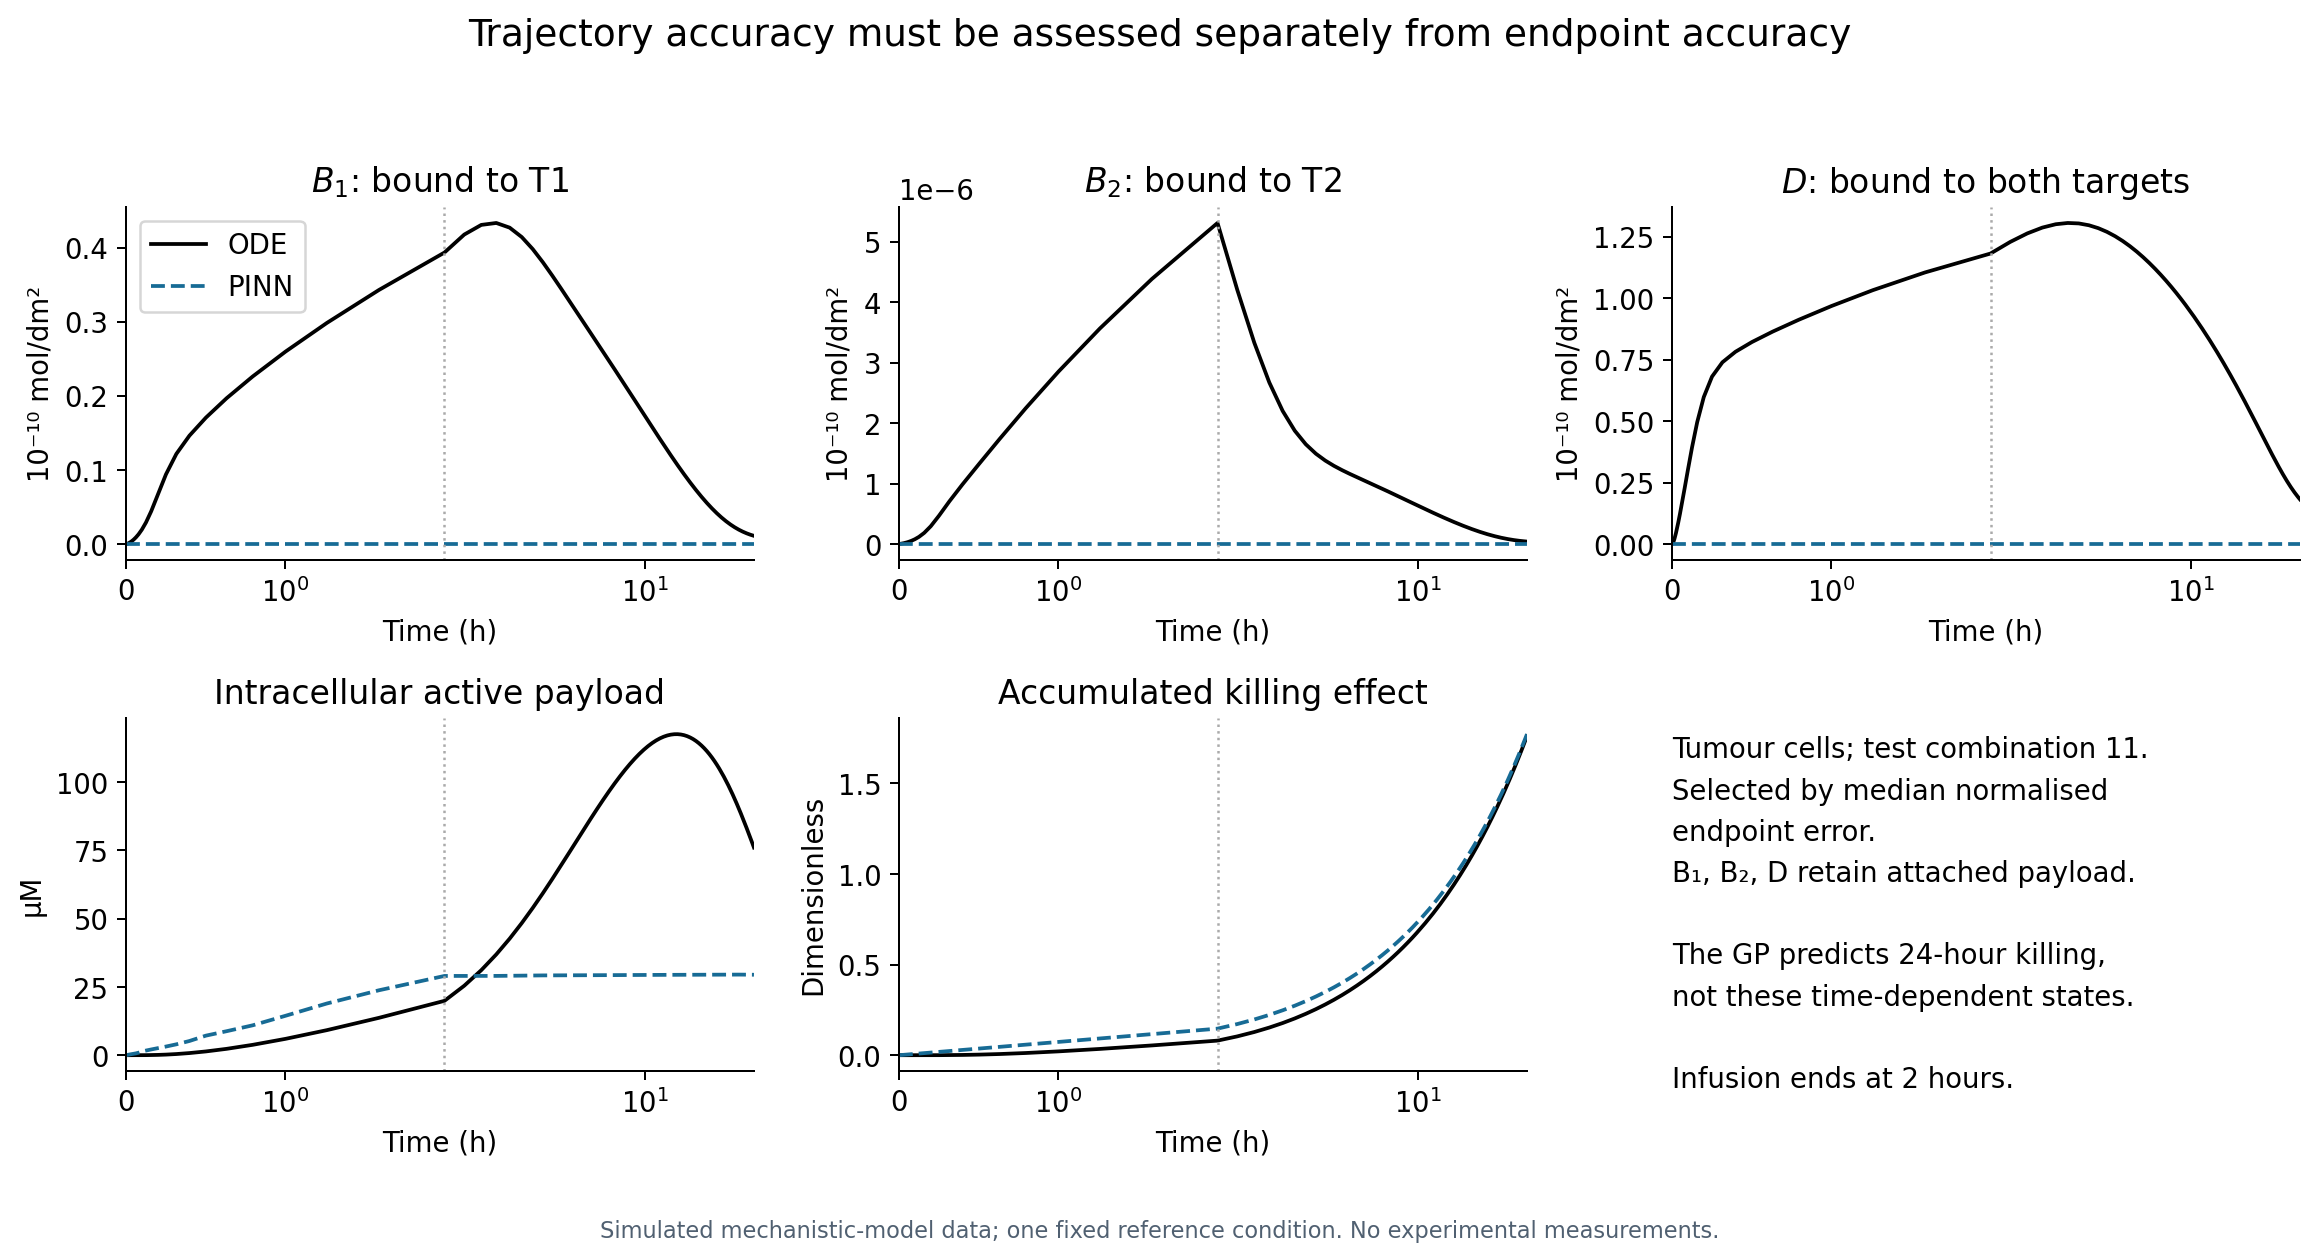 Trajectory accuracy must be assessed separately from endpoint accuracy
B₁: bound to T1
0.4
0.3
0.2
0.1
0.0
10⁻¹⁰ mol/dm²
ODE
PINN
0
10⁰
10¹
Time (h)
B₂: bound to T2
1e−6
5
4
3
2
1
0
10⁻¹⁰ mol/dm²
0
10⁰
10¹
Time (h)
D: bound to both targets
1.25
1.00
0.75
0.50
0.25
0.00
10⁻¹⁰ mol/dm²
0
10⁰
10¹
Time (h)
Intracellular active payload
100
75
50
25
0
µM
0
10⁰
10¹
Time (h)
Accumulated killing effect
1.5
1.0
0.5
0.0
Dimensionless
0
10⁰
10¹
Time (h)
Tumour cells; test combination 11.
Selected by median normalised
endpoint error.
B₁, B₂, D retain attached payload.
The GP predicts 24-hour killing,
not these time-dependent states.
Infusion ends at 2 hours.
Simulated mechanistic-model data; one fixed reference condition. No experimental measurements.